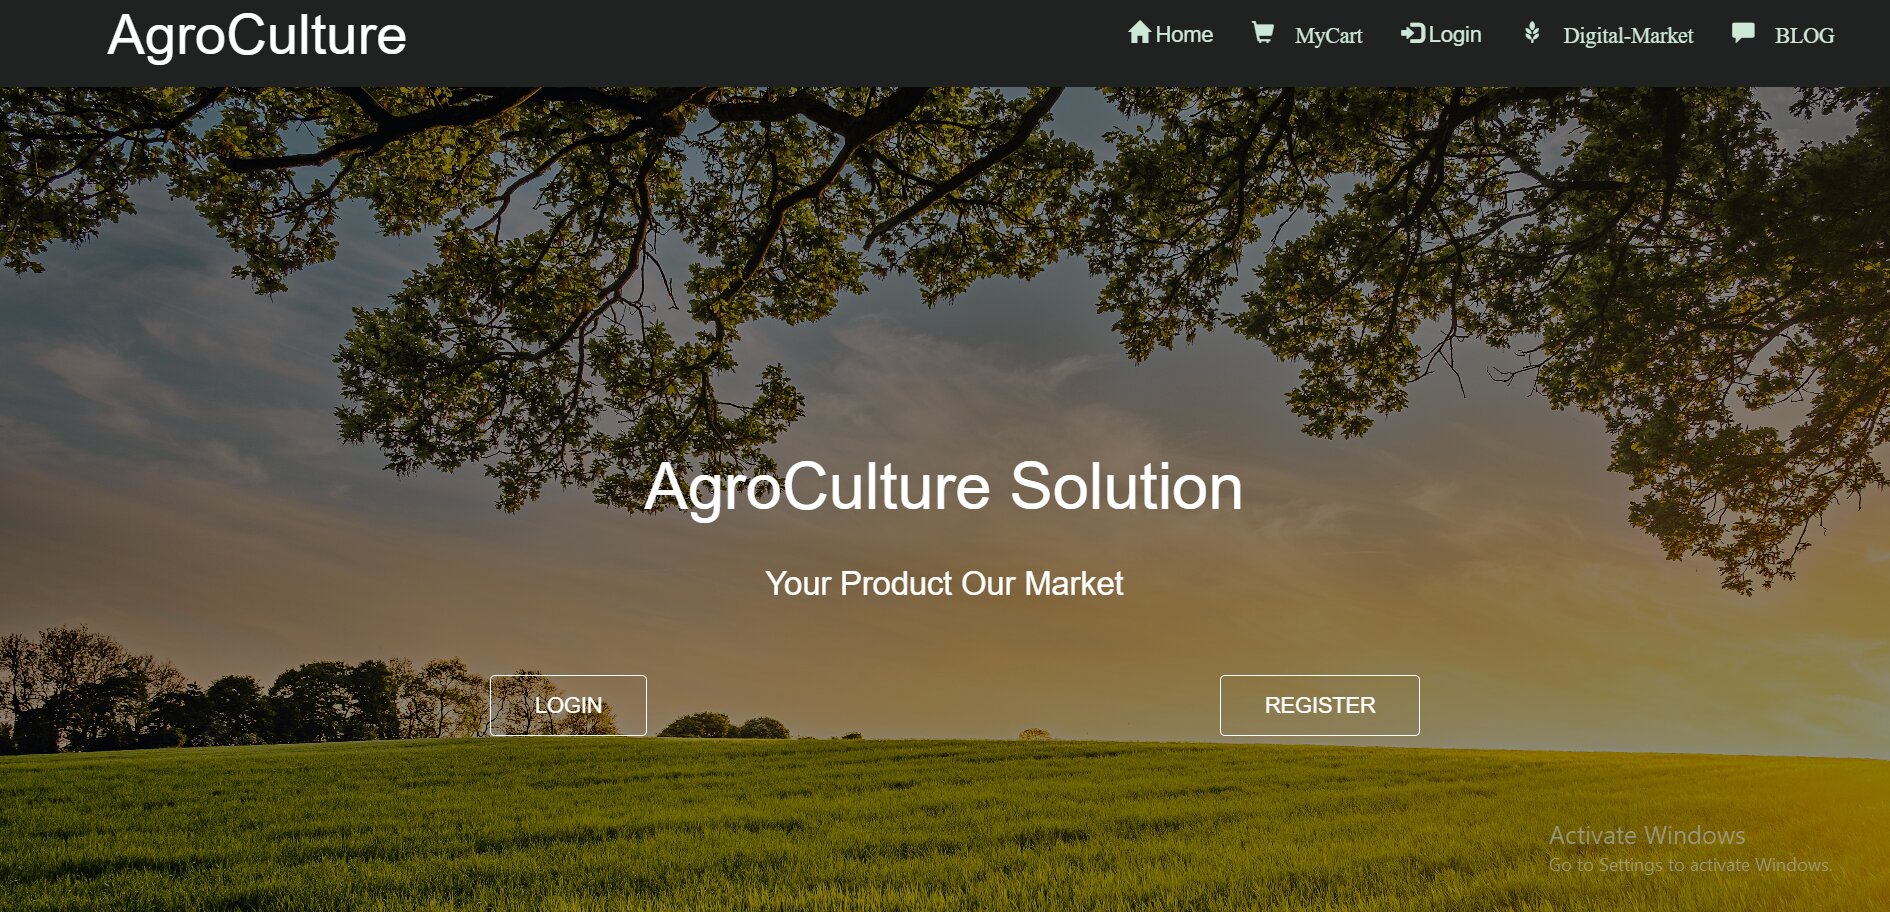 AgroCulture
Home MyCart Login Digital-Market BLOG
AgroCulture Solution
Your Product Our Market
LOGIN REGISTER
Activate Windows
Go to Settings to activate Windows.